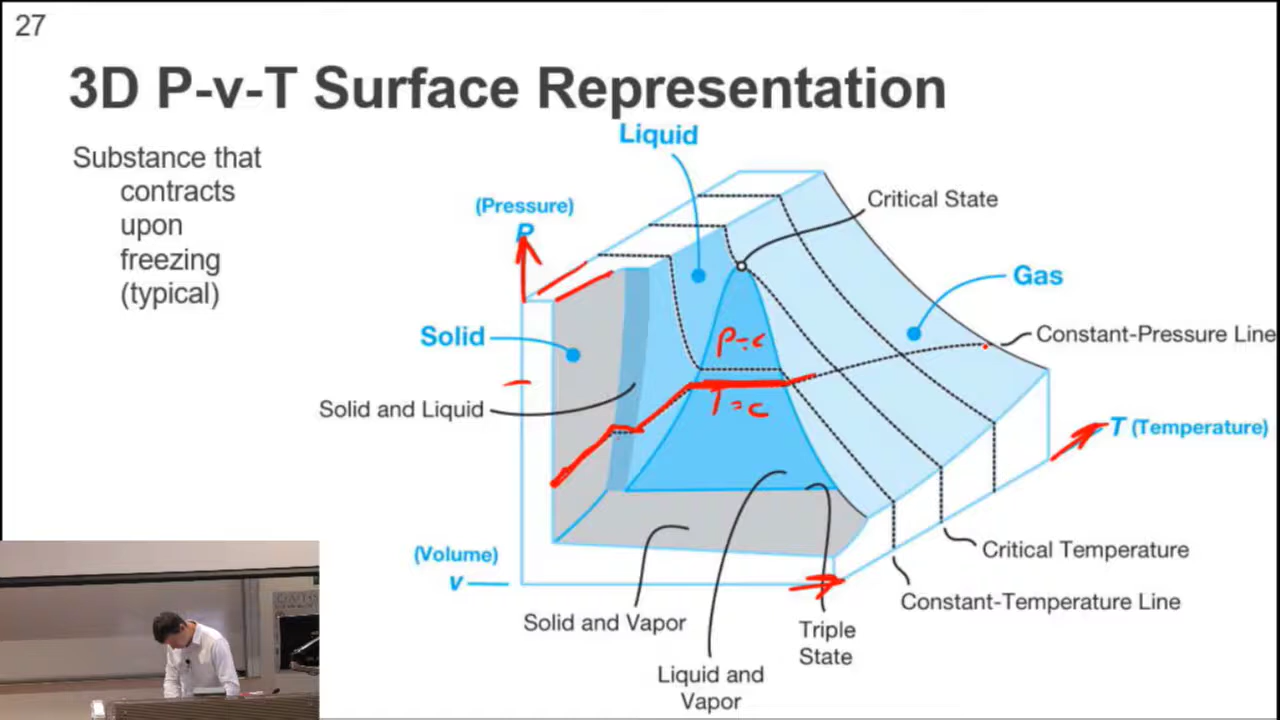 27
3D P-v-T Surface Representation
Substance that
contracts
upon
freezing
(typical)
Liquid
(Pressure)
P
Critical State
Gas
Solid
Constant-Pressure Line
P=c
T=c
Solid and Liquid
T (Temperature)
(Volume)
v
Critical Temperature
Constant-Temperature Line
Solid and Vapor
Triple
State
Liquid and
Vapor